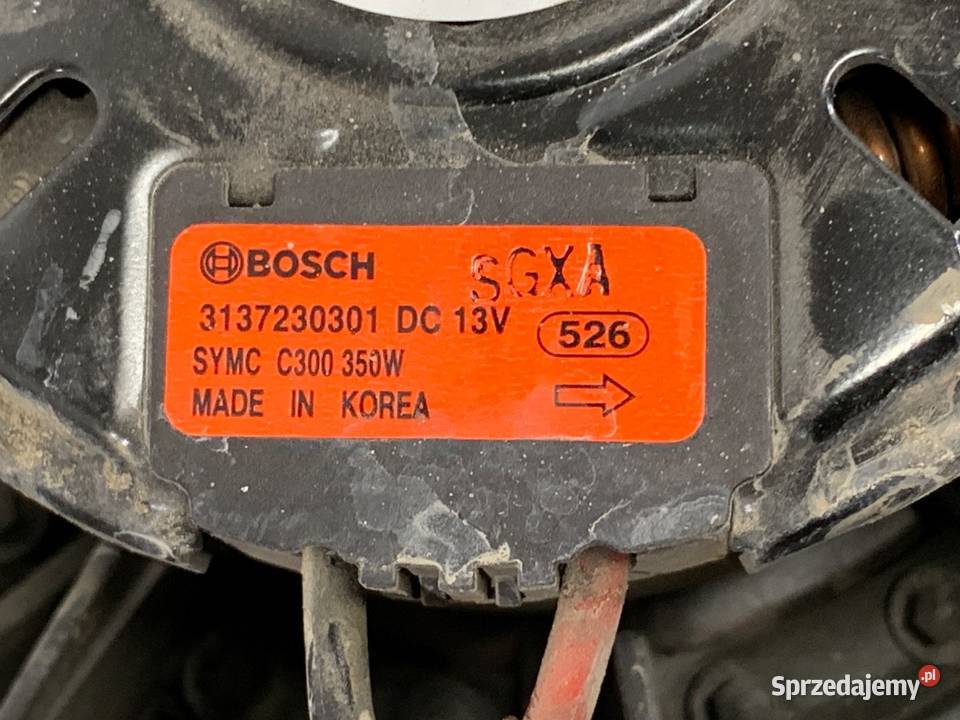 BOSCH SGXA
3137230301 DC 13V
526
SYMC C300 350W
MADE IN KOREA
Sprzedajemy.pl